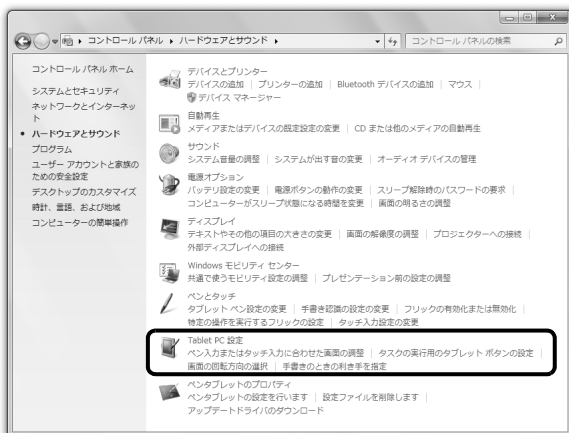 コントロール パネル ▸ ハードウェアとサウンド ▸
コントロール パネルの検索
コントロール パネル ホーム
システムとセキュリティ
ネットワークとインターネッ
ト
ハードウェアとサウンド
プログラム
ユーザー アカウントと家族の
ための安全設定
デスクトップのカスタマイズ
時計、言語、および地域
コンピューターの簡単操作
デバイスとプリンター
デバイスの追加 | プリンターの追加 | Bluetooth デバイスの追加 | マウス |
デバイス マネージャー
自動再生
メディアまたはデバイスの既定設定の変更 | CD または他のメディアの自動再生
サウンド
システム音量の調整 | システムが出す音の変更 | オーディオ デバイスの管理
電源オプション
バッテリ設定の変更 | 電源ボタンの動作の変更 | スリープ解除時のパスワードの要求 |
コンピューターがスリープ状態になる時間を変更 | 画面の明るさの調整
ディスプレイ
テキストやその他の項目の大きさの変更 | 画面の解像度の調整 | プロジェクターへの接続 |
外部ディスプレイへの接続
Windows モビリティ センター
共通で使うモビリティ設定の調整 | プレゼンテーション前の設定の調整
ペンとタッチ
タブレット ペン設定の変更 | 手書き認識の設定の変更 | フリックの有効化または無効化 |
特定の操作を実行するフリックの設定 | タッチ入力設定の変更
Tablet PC 設定
ペン入力またはタッチ入力に合わせた画面の調整 | タスクの実行用のタブレット ボタンの設定 |
画面の回転方向の選択 | 手書きのときの利き手を指定
ペンタブレットのプロパティ
ペンタブレットの設定を行います | 設定ファイルを削除します |
アップデートドライバのダウンロード